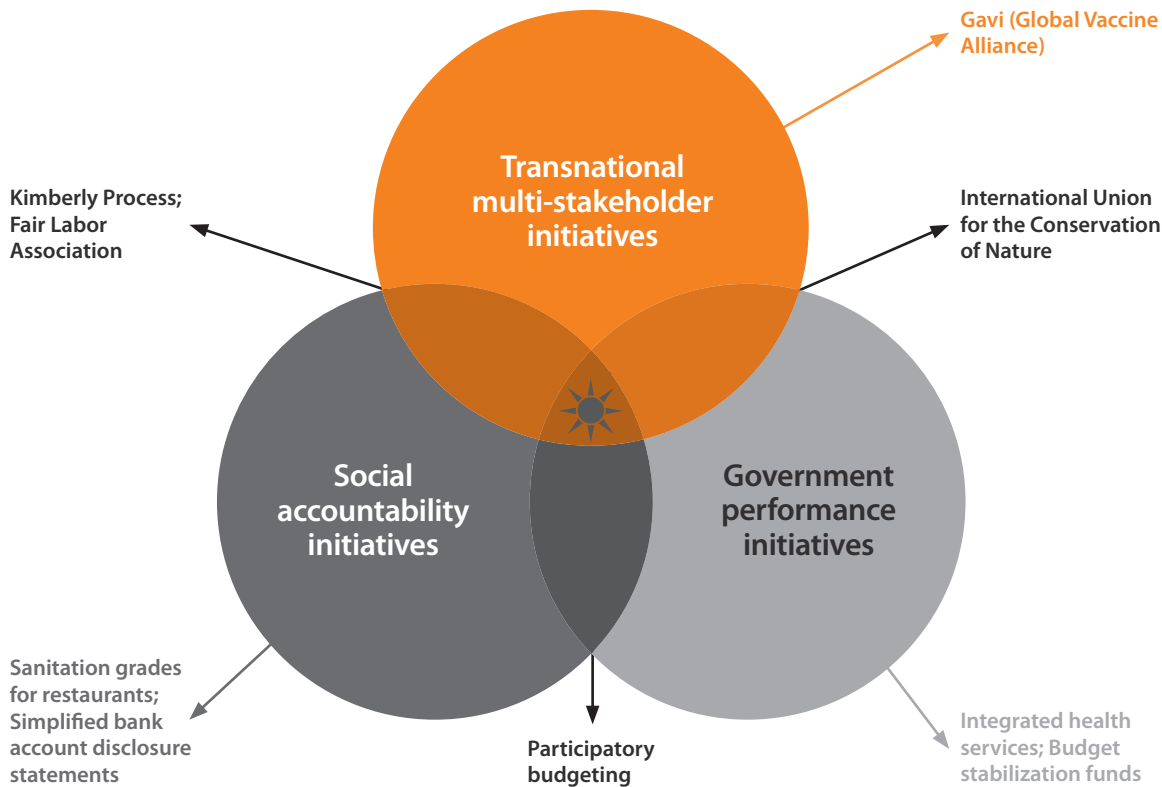 Gavi (Global Vaccine
Alliance)
Transnational
multi-stakeholder
initiatives
Kimberly Process;
Fair Labor
Association
International Union
for the Conservation
of Nature
Social
accountability
initiatives
Government
performance
initiatives
Sanitation grades
for restaurants;
Simplified bank
account disclosure
statements
Participatory
budgeting
Integrated health
services; Budget
stabilization funds